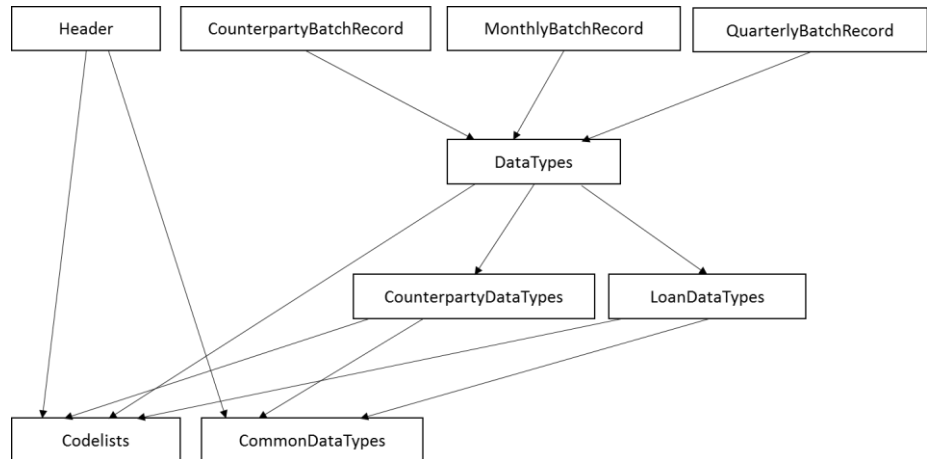 Header
CounterpartyBatchRecord
MonthlyBatchRecord
QuarterlyBatchRecord
DataTypes
CounterpartyDataTypes
LoanDataTypes
Codelists
CommonDataTypes